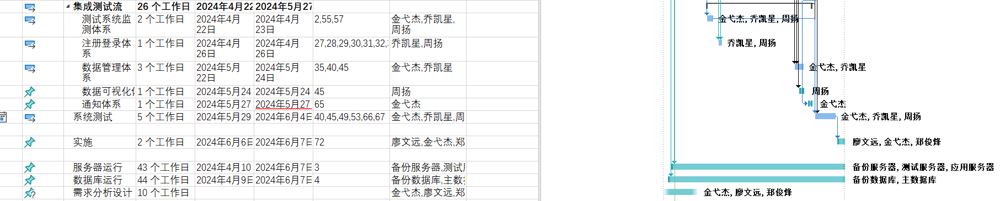 集成测试流 26 个工作日 2024年4月22 2024年5月27
测试系统监 2 个工作日 2024年4月 2024年4月 2,55,57 金弋杰,乔凯星, 金弋杰, 乔凯星, 周扬
测体系 22日 23日 周扬
注册登录体 1 个工作日 2024年4月 2024年4月 27,28,29,30,31,32, 乔凯星,周扬 乔凯星, 周扬
系 26日 26日
数据管理体 3 个工作日 2024年5月 2024年5月 35,40,45 金弋杰,乔凯星 金弋杰, 乔凯星
系 22日 24日
数据可视化 1 个工作日 2024年5月24 2024年5月24 45 周扬 周扬
通知体系 1 个工作日 2024年5月27 2024年5月27 65 金弋杰 金弋杰
系统测试 5 个工作日 2024年5月29 2024年6月4日 40,45,49,53,66,67 金弋杰,乔凯星,周 金弋杰, 乔凯星, 周扬
实施 2 个工作日 2024年6月6日 2024年6月7日 72 廖文远,金弋杰,郑 廖文远, 金弋杰, 郑俊烽
服务器运行 43 个工作日 2024年4月10 2024年6月7日 3 备份服务器,测试 备份服务器, 测试服务器, 应用服务器
数据库运行 44 个工作日 2024年4月9日 2024年6月7日 4 备份数据库,主数 备份数据库, 主数据库
需求分析设计 10 个工作日 金弋杰,廖文远,郑 金弋杰, 廖文远, 郑俊烽